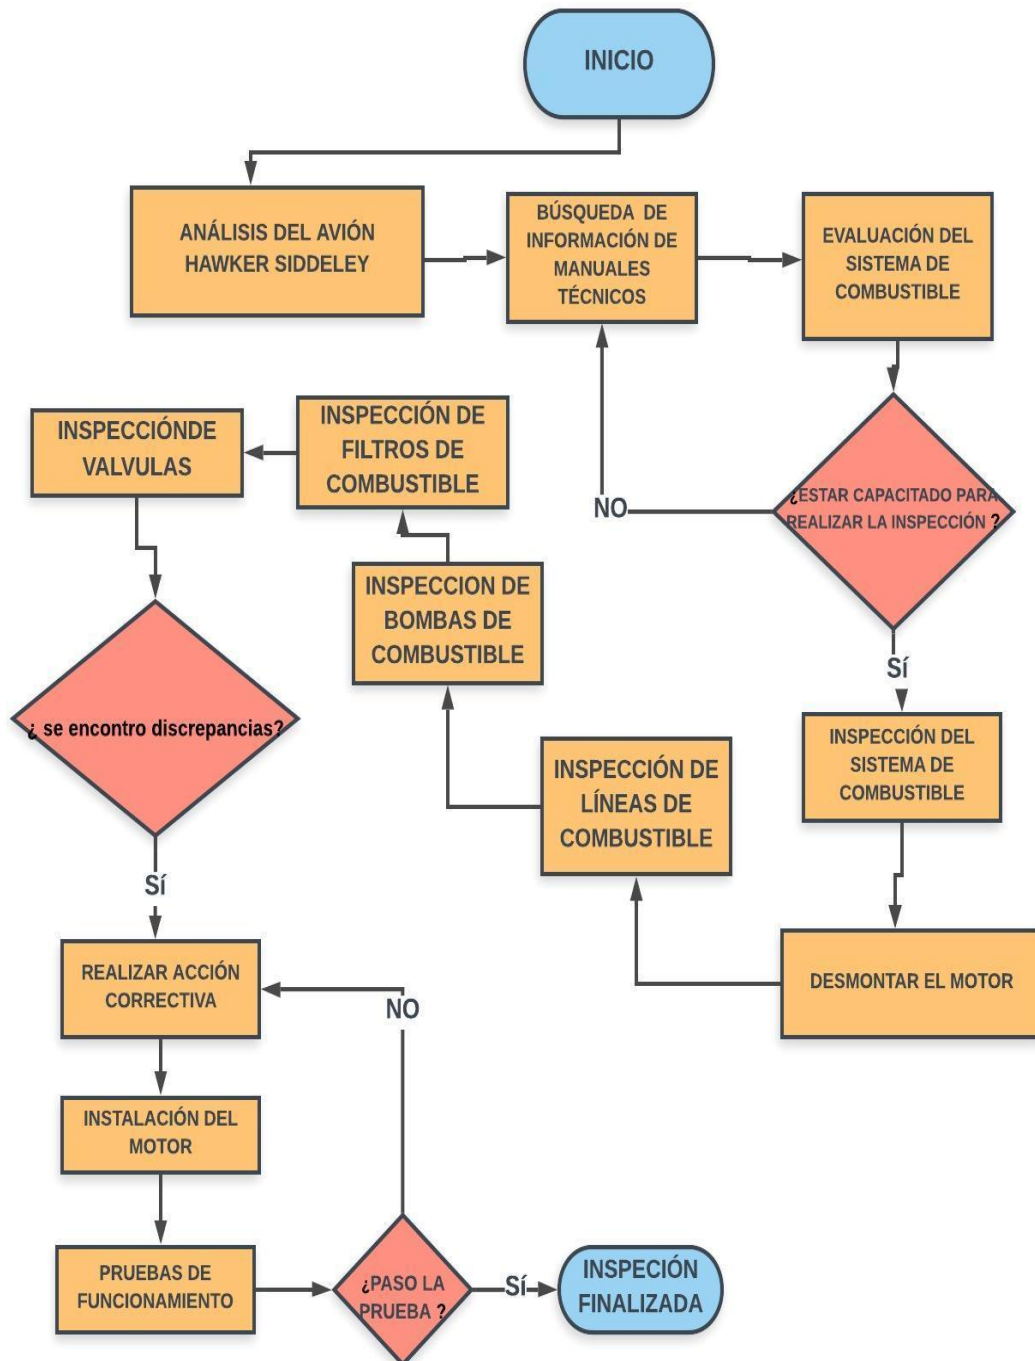 INICIO
ANÁLISIS DEL AVIÓN
HAWKER SIDDELEY
BÚSQUEDA DE
INFORMACIÓN DE
MANUALES
TÉCNICOS
EVALUACIÓN DEL
SISTEMA DE
COMBUSTIBLE
¿ESTAR CAPACITADO PARA
REALIZAR LA INSPECCIÓN ?
NO
Sí
INSPECCIÓN DEL
SISTEMA DE
COMBUSTIBLE
DESMONTAR EL MOTOR
INSPECCIÓN DE
LÍNEAS DE
COMBUSTIBLE
INSPECCION DE
BOMBAS DE
COMBUSTIBLE
INSPECCIÓN DE
FILTROS DE
COMBUSTIBLE
INSPECCIÓNDE
VALVULAS
¿ se encontro discrepancias?
Sí
REALIZAR ACCIÓN
CORRECTIVA
INSTALACIÓN DEL
MOTOR
PRUEBAS DE
FUNCIONAMIENTO
¿PASO LA
PRUEBA ?
NO
Sí
INSPECIÓN
FINALIZADA